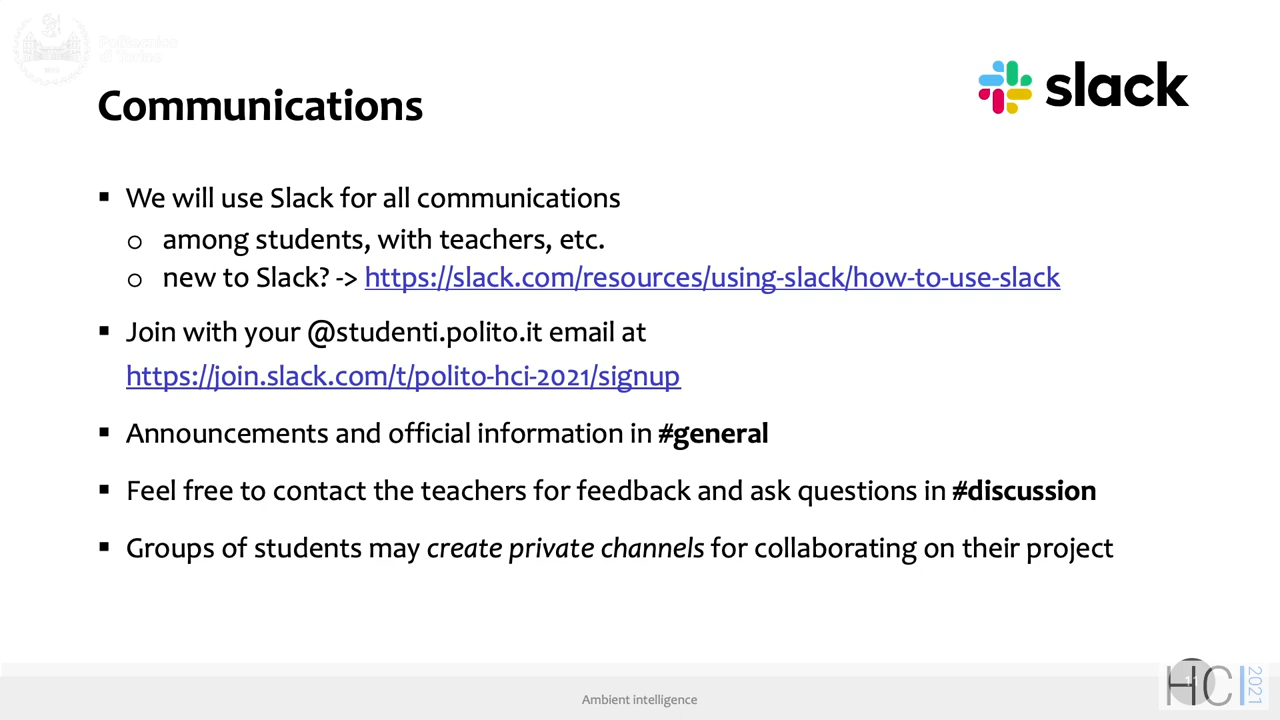 Politecnico
di Torino
slack
Communications
▪ We will use Slack for all communications
o among students, with teachers, etc.
o new to Slack? -> https://slack.com/resources/using-slack/how-to-use-slack
▪ Join with your @studenti.polito.it email at
https://join.slack.com/t/polito-hci-2021/signup
▪ Announcements and official information in #general
▪ Feel free to contact the teachers for feedback and ask questions in #discussion
▪ Groups of students may create private channels for collaborating on their project
Ambient intelligence
HCI 2021